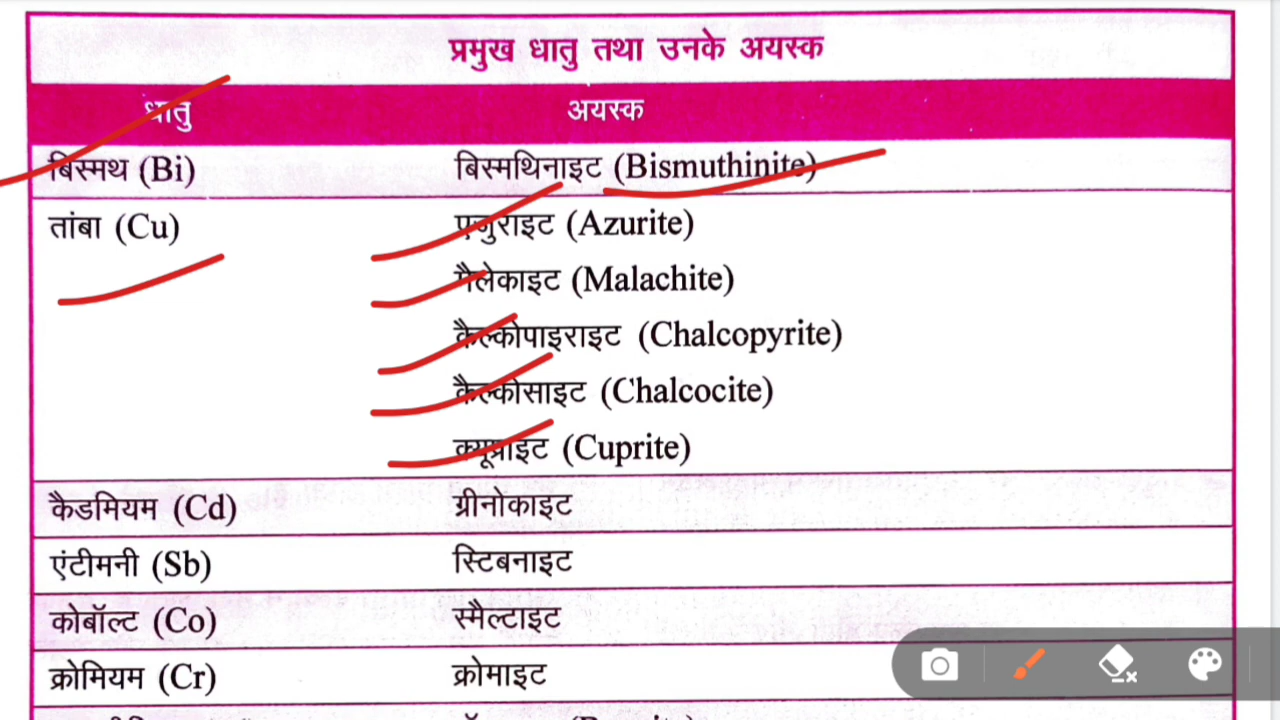 प्रमुख धातु तथा उनके अयस्क
धातु अयस्क
बिस्मथ (Bi) बिस्मथिनाइट (Bismuthinite)
तांबा (Cu) एजुराइट (Azurite)
मैलेकाइट (Malachite)
कैल्कोपाइराइट (Chalcopyrite)
कैल्कोसाइट (Chalcocite)
क्यूप्राइट (Cuprite)
कैडमियम (Cd) ग्रीनोकाइट
एंटीमनी (Sb) स्टिबनाइट
कोबॉल्ट (Co) स्मैल्टाइट
क्रोमियम (Cr) क्रोमाइट